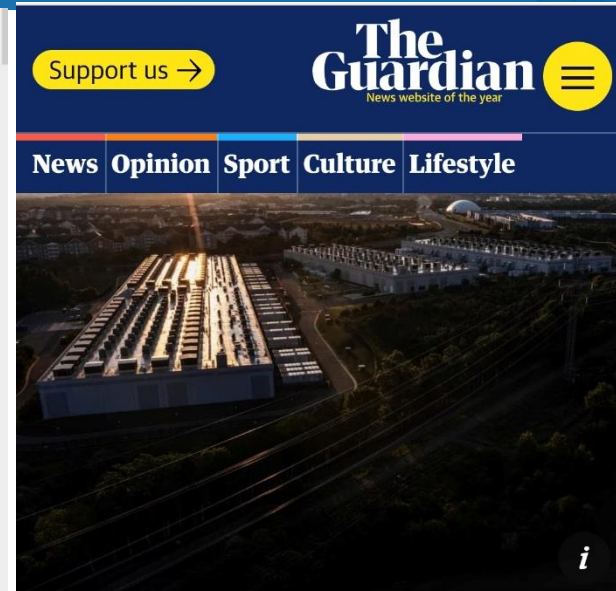 Support us →
The
Guardian
News website of the year
News Opinion Sport Culture Lifestyle
i